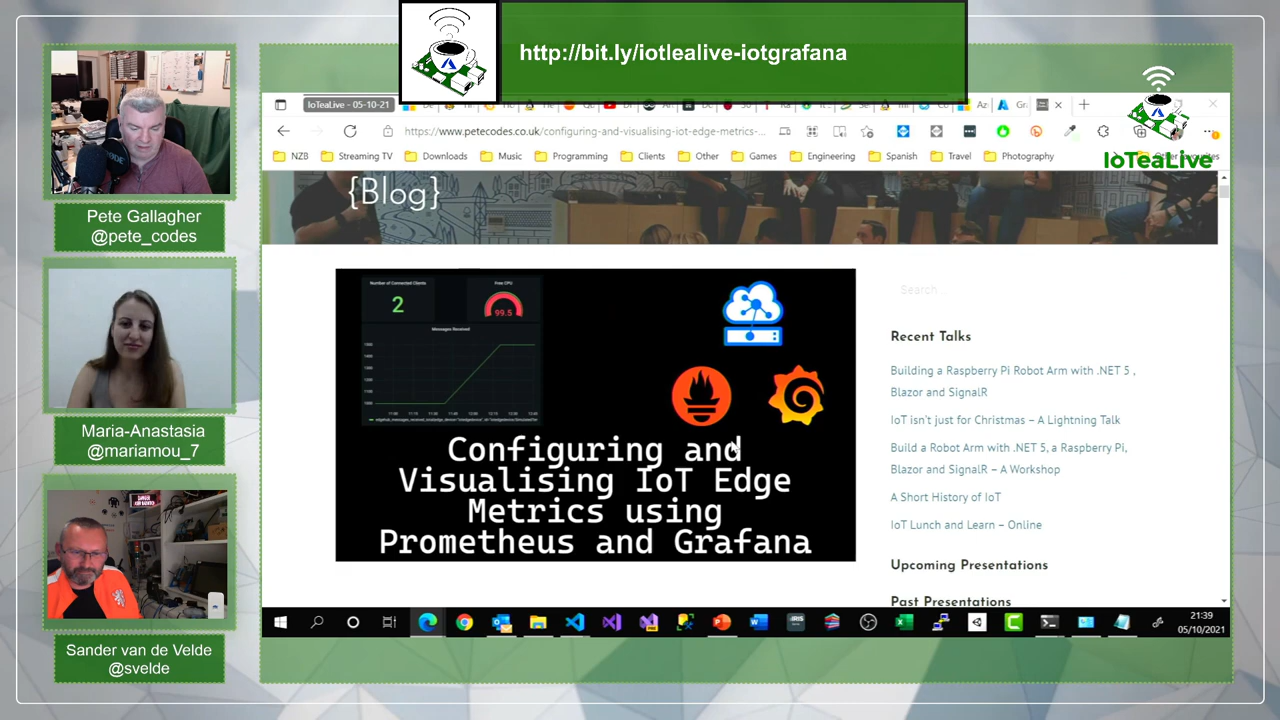 http://bit.ly/iotlealive-iotgrafana
IoTeaLive - 05-10-21
https://www.petecodes.co.uk/configuring-and-visualising-iot-edge-metrics-...
NZB
Streaming TV
Downloads
Music
Programming
Clients
Other
Games
Engineering
Spanish
Travel
Photography
Other favourites
IoTeaLive
Pete Gallagher
@pete_codes
Maria-Anastasia
@mariamou_7
Sander van de Velde
@svelde
{Blog}
Number of Connected Clients
2
Free CPU
99.5
Messages Received
Configuring and
Visualising IoT Edge
Metrics using
Prometheus and Grafana
Search …
Recent Talks
Building a Raspberry Pi Robot Arm with .NET 5 ,
Blazor and SignalR
IoT isn't just for Christmas – A Lightning Talk
Build a Robot Arm with .NET 5, a Raspberry Pi,
Blazor and SignalR – A Workshop
A Short History of IoT
IoT Lunch and Learn – Online
Upcoming Presentations
Past Presentations
21:39
05/10/2021